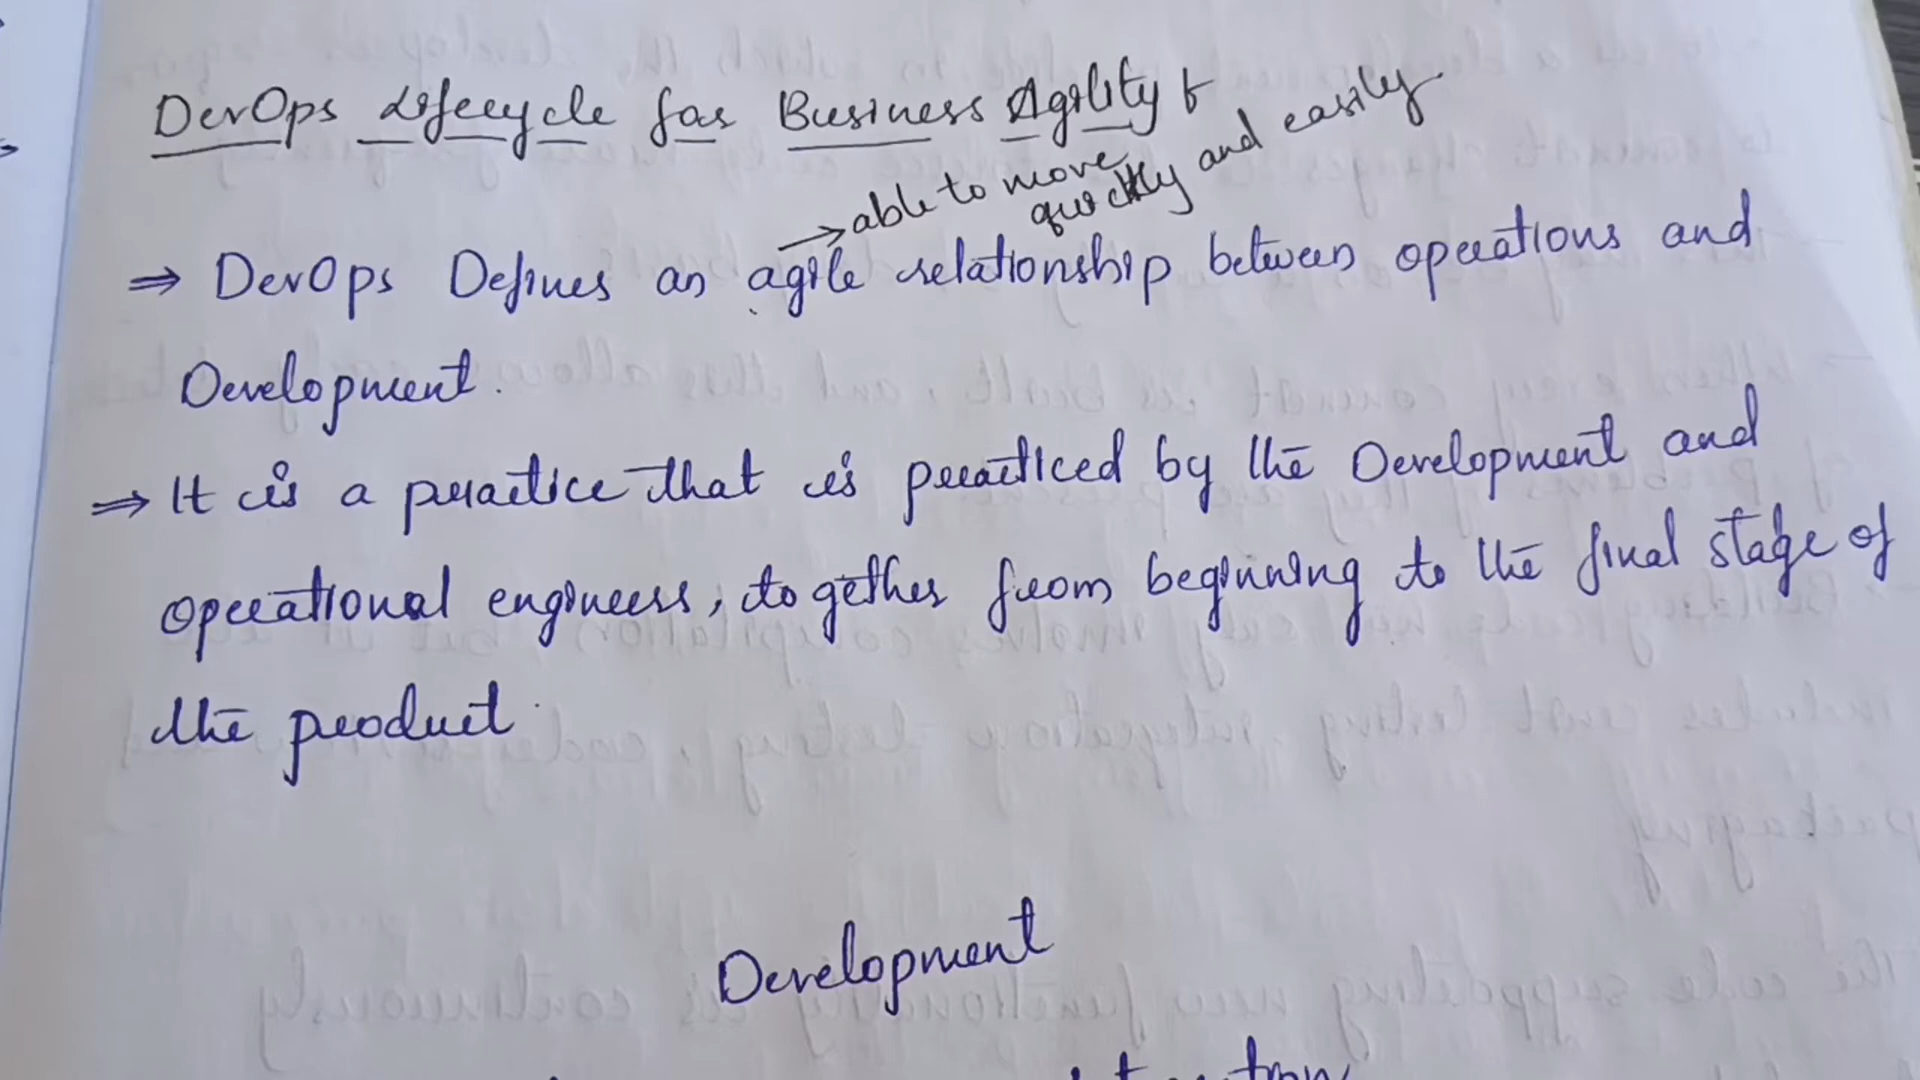 DevOps Lifecycle for Business Agility
→ able to move
quickly and easily
⇒ DevOps Defines an agile relationship between operations and
Development.
⇒ It is a practice that is practiced by the Development and
operational engineers, together from beginning to the final stage of
the product.
Development